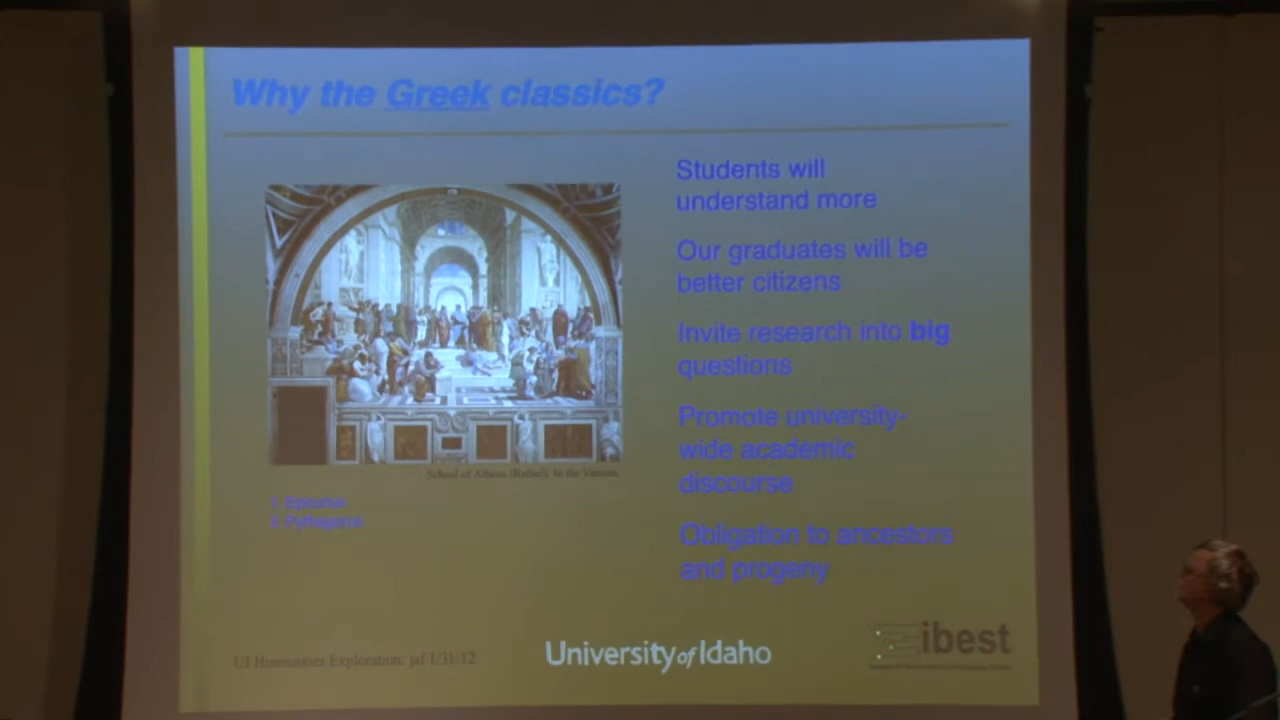 Why the Greek classics?
Students will
understand more
Our graduates will be
better citizens
Invite research into big
questions
Promote university-
wide academic
discourse
Obligation to ancestors
and progeny
School of Athens (Rafael). In the Vatican.
1. Epicurus
2. Pythagorus
UI Humanities Exploration: 1/31/12
University of Idaho
ibest